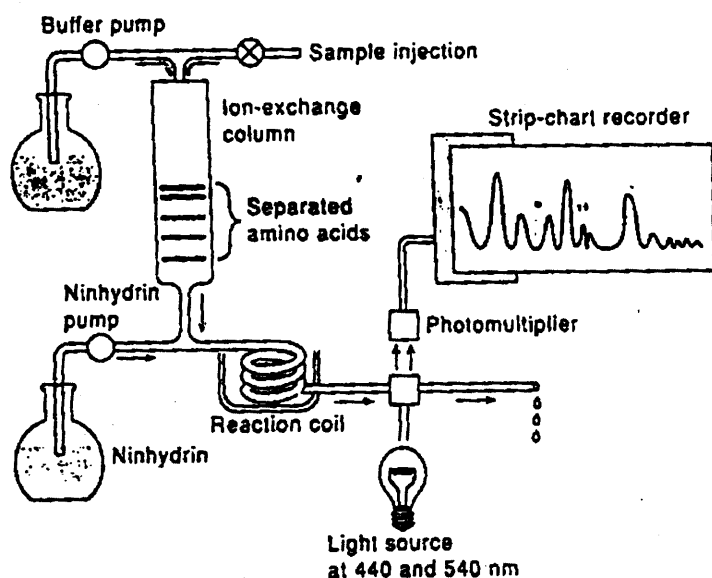 Buffer pump
Sample injection
Ion-exchange
column
Strip-chart recorder
Separated
amino acids
Ninhydrin
pump
Photomultiplier
Reaction coil
Ninhydrin
Light source
at 440 and 540 nm